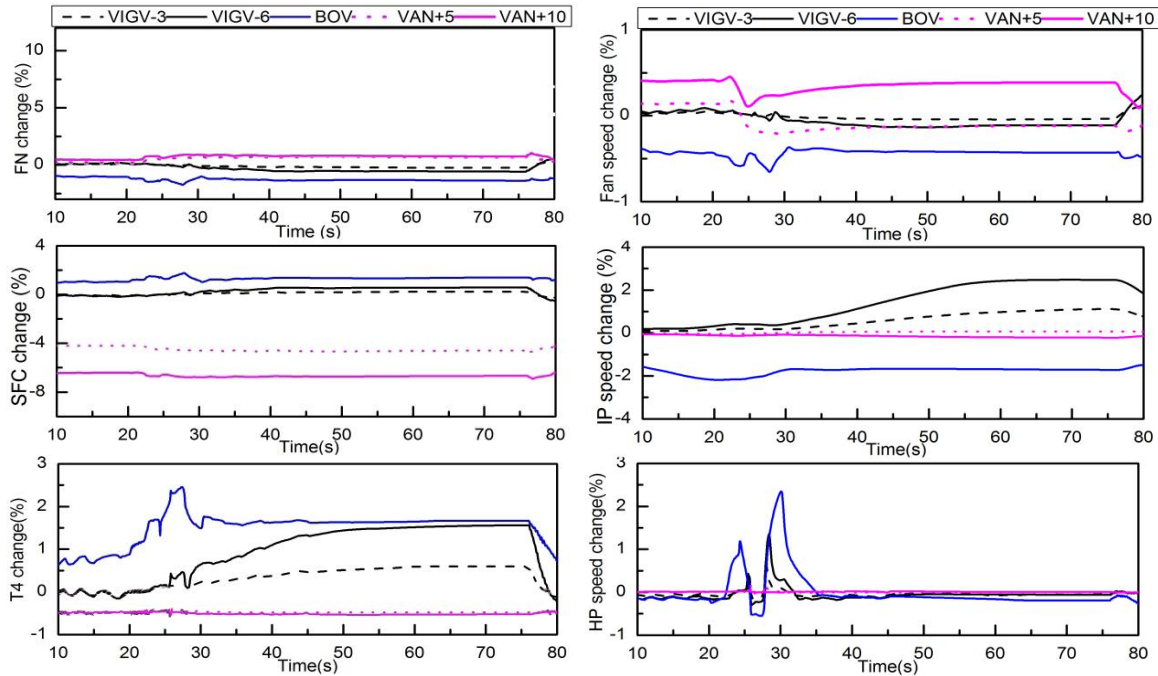 VIGV-3 VIGV-6 BOV VAN+5 VAN+10
FN change (%)
10
5
0
10 20 30 40 50 60 70 80
Time (s)
VIGV-3 VIGV-6 BOV VAN+5 VAN+10
Fan speed change (%)
1
0
-1
10 20 30 40 50 60 70 80
Time (s)
SFC change (%)
4
0
-4
-8
10 20 30 40 50 60 70 80
Time(s)
IP speed change (%)
4
2
0
-2
-4
10 20 30 40 50 60 70 80
Time(s)
T4 change(%)
3
2
1
0
-1
10 20 30 40 50 60 70 80
Time(s)
HP speed change(%)
3
2
1
0
-1
10 20 30 40 50 60 70 80
Time(s)